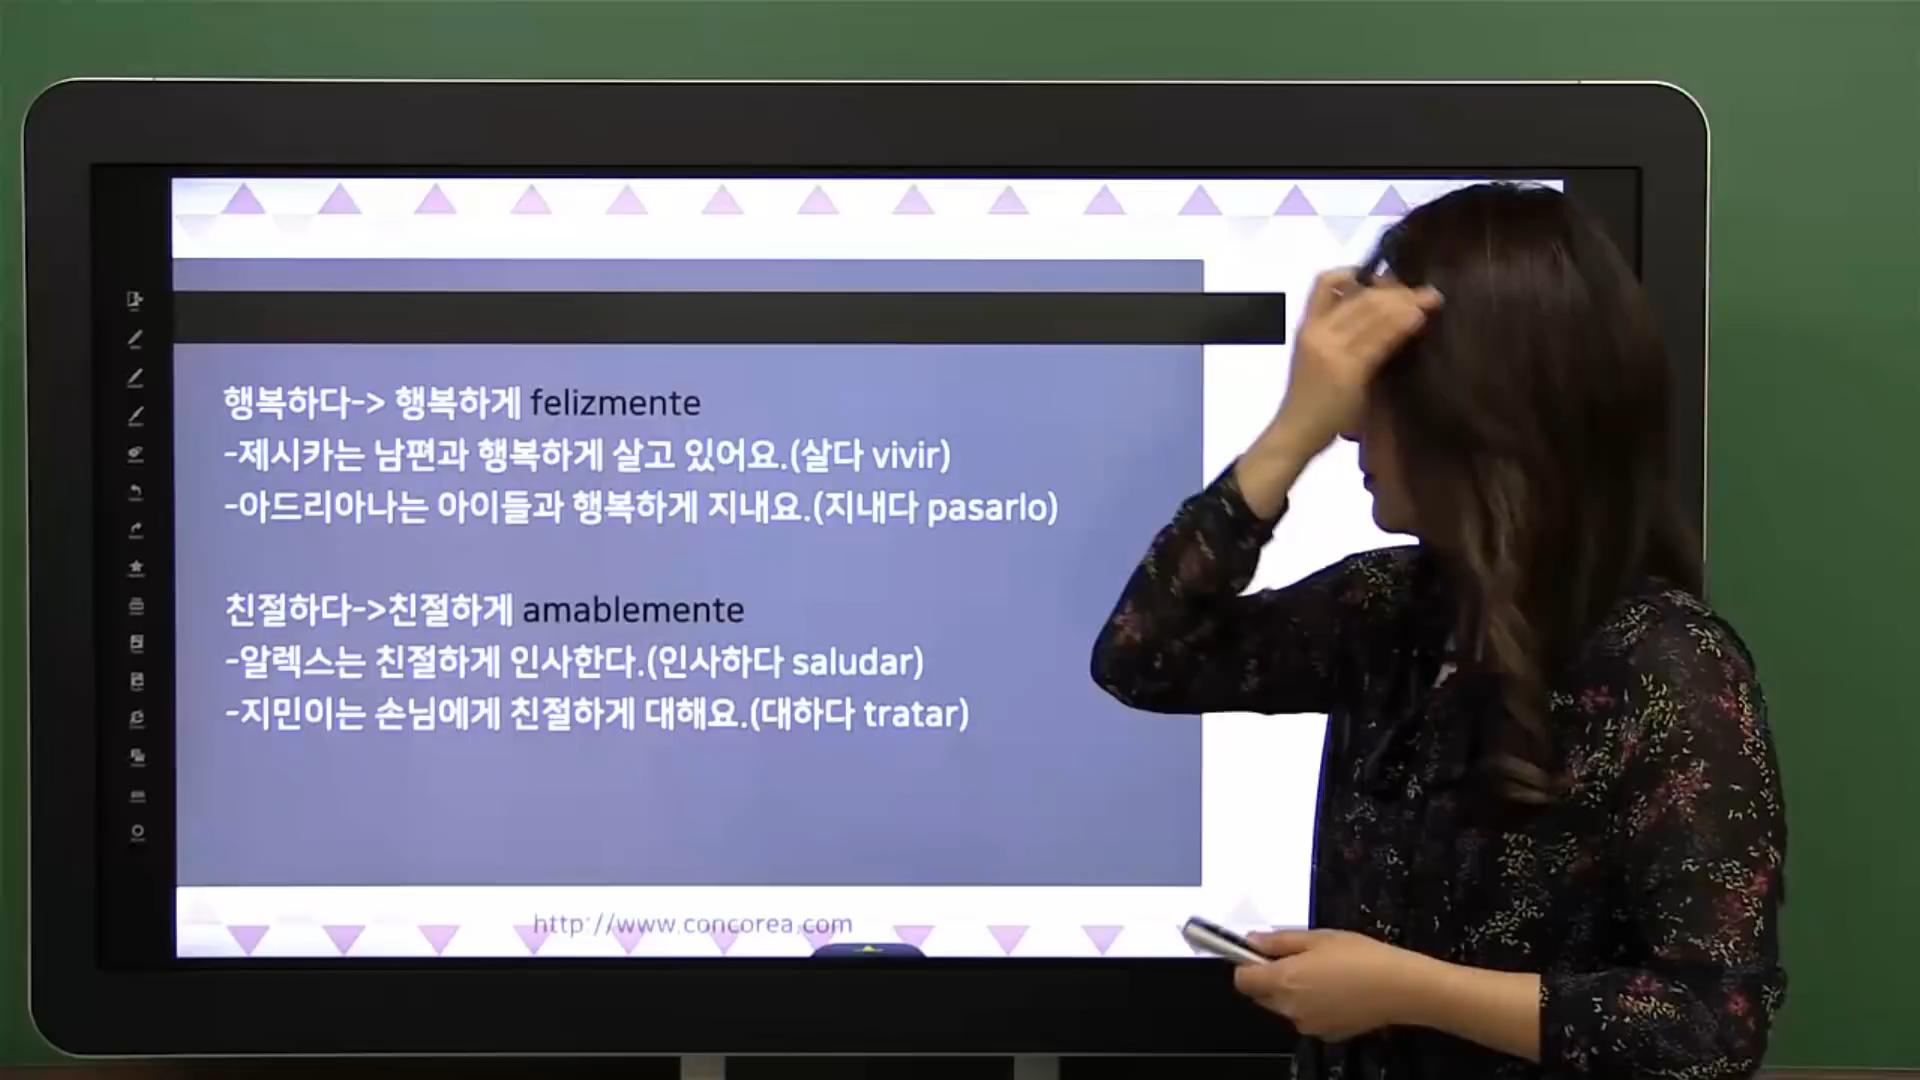 행복하다-> 행복하게 felizmente
-제시카는 남편과 행복하게 살고 있어요.(살다 vivir)
-아드리아나는 아이들과 행복하게 지내요.(지내다 pasarlo)
친절하다->친절하게 amablemente
-알렉스는 친절하게 인사한다.(인사하다 saludar)
-지민이는 손님에게 친절하게 대해요.(대하다 tratar)
http://www.concorea.com